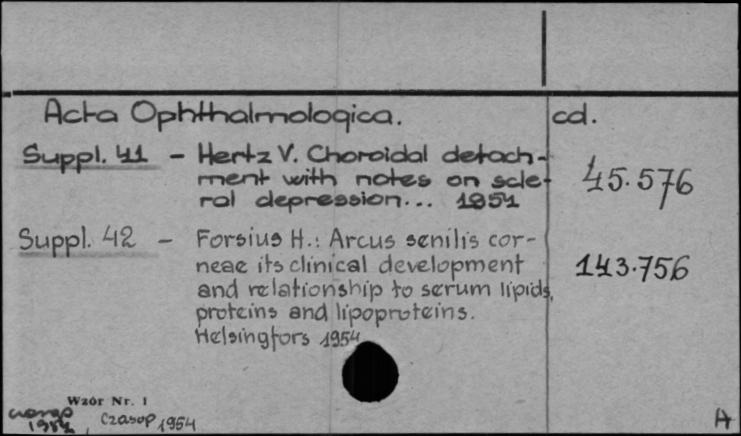 Acta Ophthalmologica. cd.
Suppl. 41 - Hertz V. Choroidal detach-
ment with notes on scle-
ral depression... 1951
45.576
Suppl. 42 - Forsius H.: Arcus senilis cor-
neae its clinical development
and relationship to serum lipids,
proteins and lipoproteins.
Helsingfors 1954
143.756
Wzór Nr. 1
czasop
, Czasop 1954
A